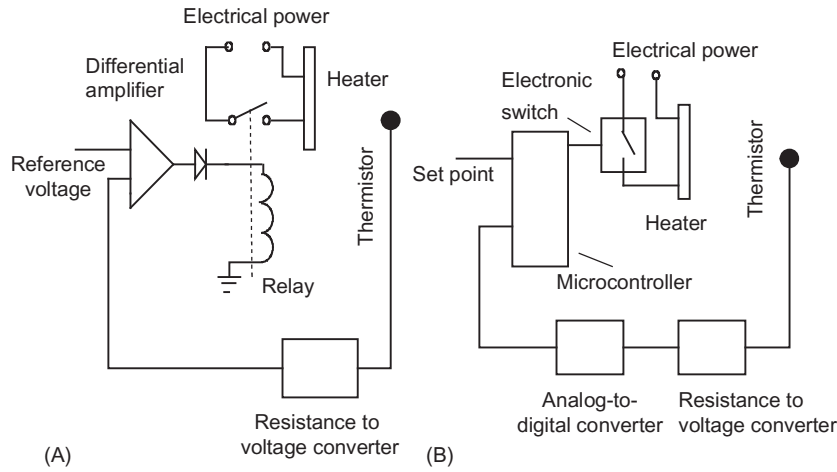 Electrical power
Differential
amplifier
Heater
Reference
voltage
Thermistor
Relay
Resistance to
voltage converter
(A)
Electrical power
Electronic
switch
Set point
Thermistor
Heater
Microcontroller
Analog-to-
digital converter
Resistance to
voltage converter
(B)